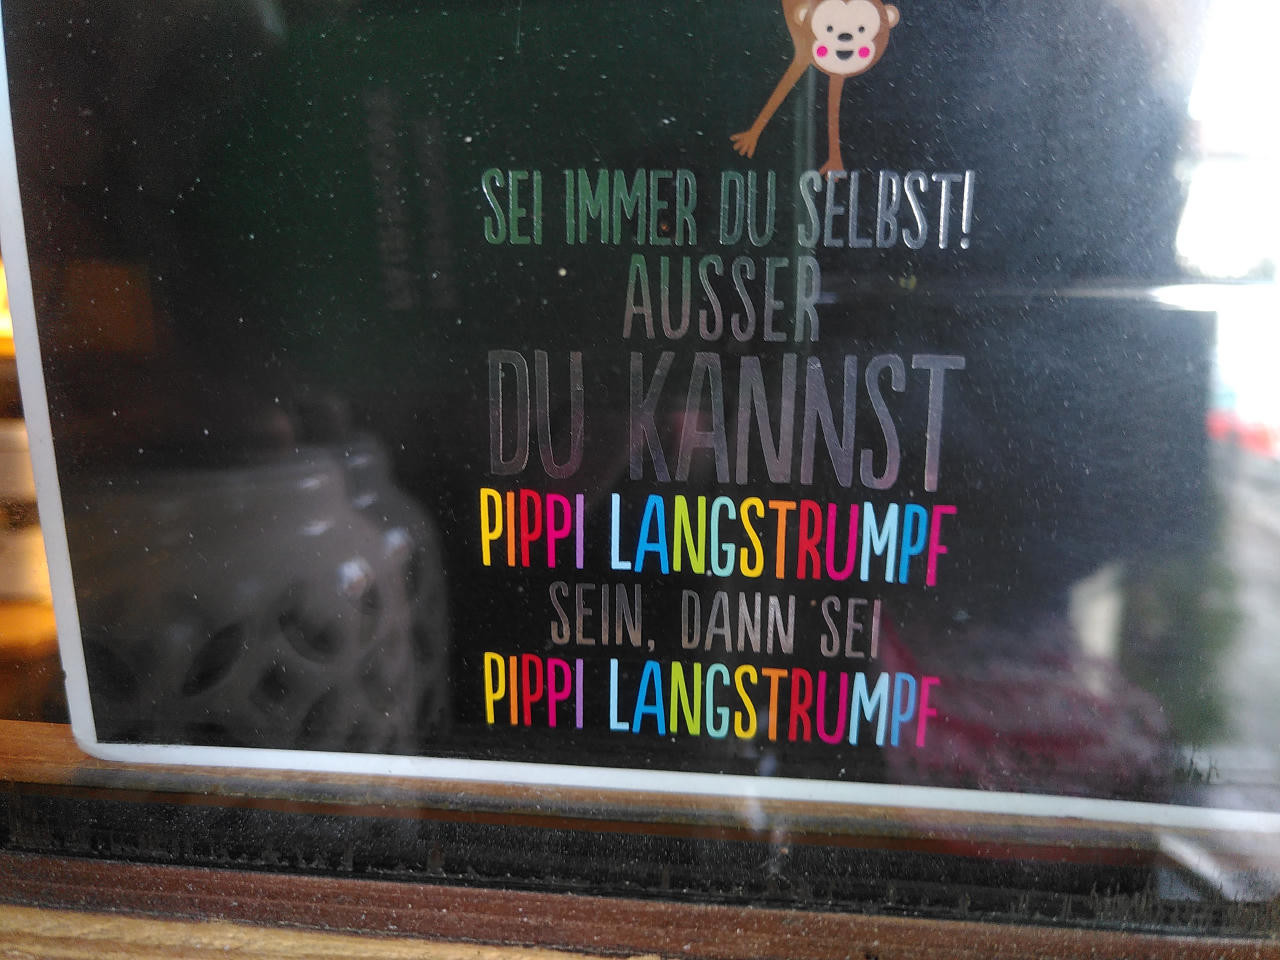 SEI IMMER DU SELBST!
AUSSER
DU KANNST
PIPPI LANGSTRUMPF
SEIN, DANN SEI
PIPPI LANGSTRUMPF